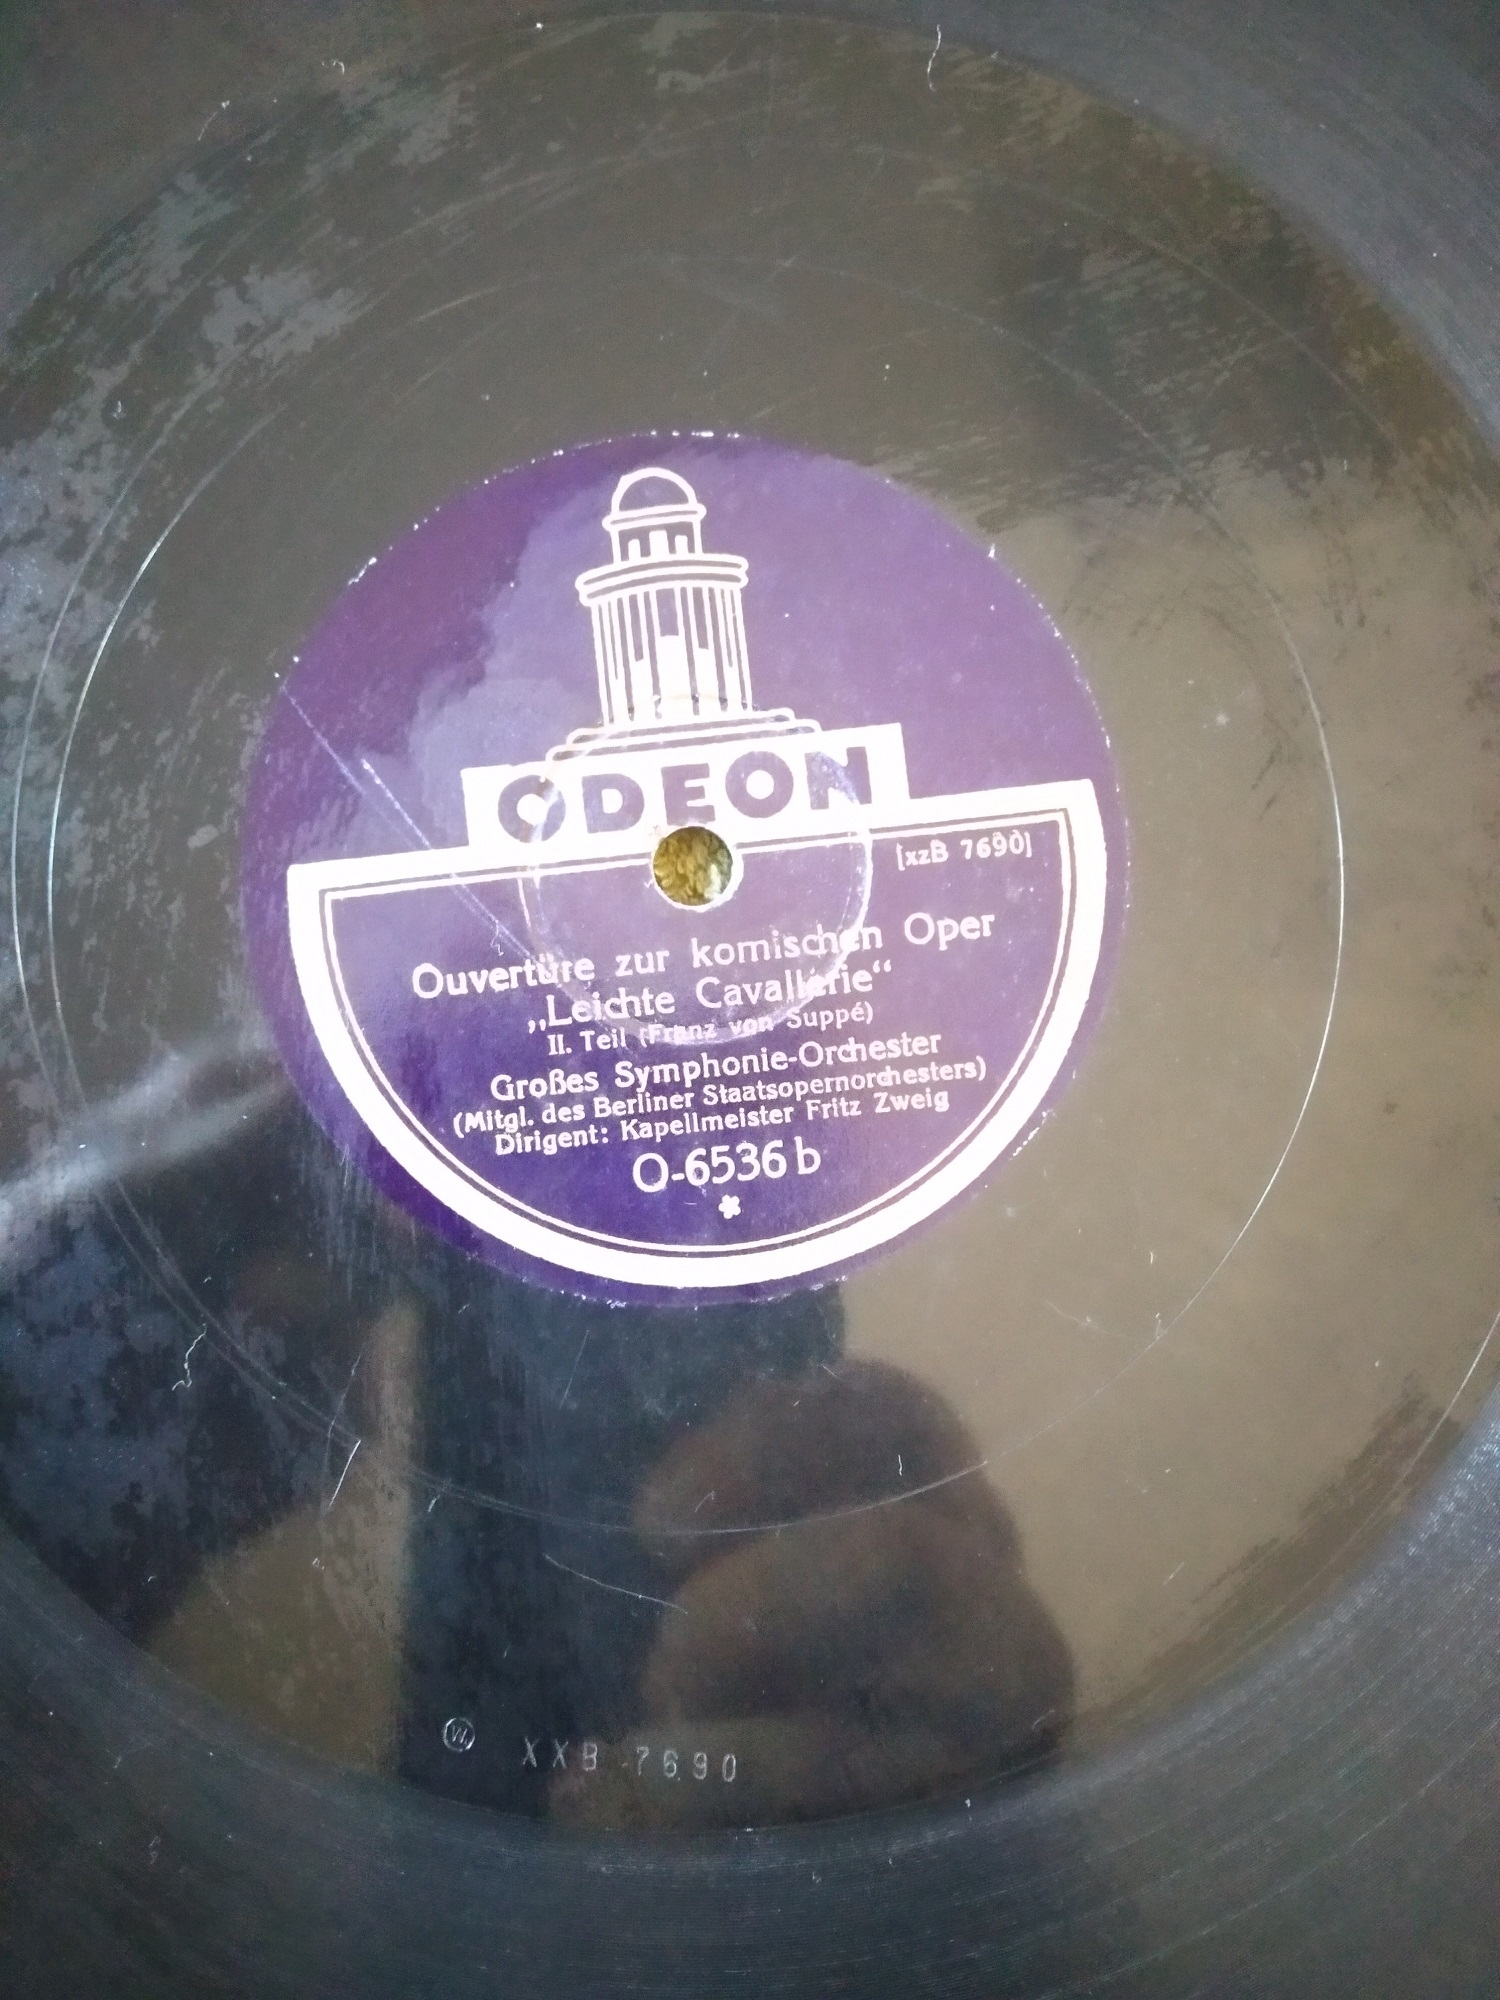 ODEON
[xzB 7690]
Ouvertüre zur komischen Oper
„Leichte Cavallerie“
II. Teil (Franz von Suppé)
Großes Symphonie-Orchester
(Mitgl. des Berliner Staatsopernorchesters)
Dirigent: Kapellmeister Fritz Zweig
O-6536 b
*
W XXB 7690